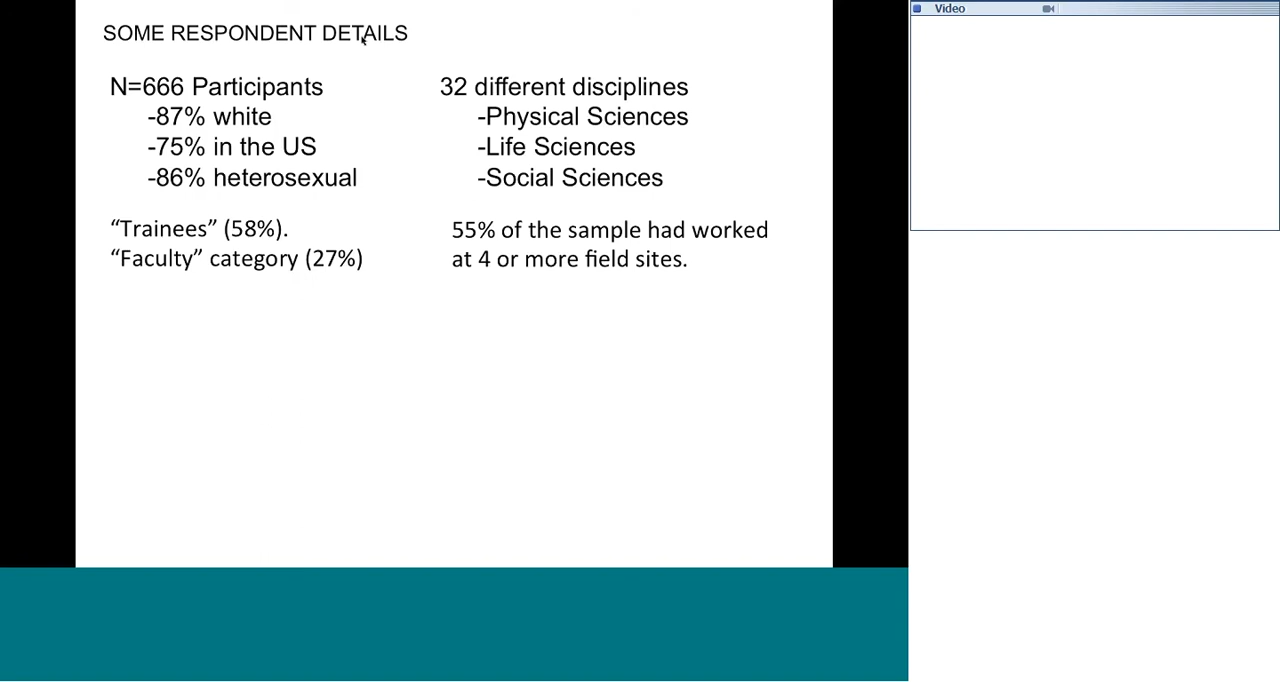 SOME RESPONDENT DETAILS
N=666 Participants
-87% white
-75% in the US
-86% heterosexual
“Trainees” (58%).
“Faculty” category (27%)
32 different disciplines
-Physical Sciences
-Life Sciences
-Social Sciences
55% of the sample had worked
at 4 or more field sites.
Video